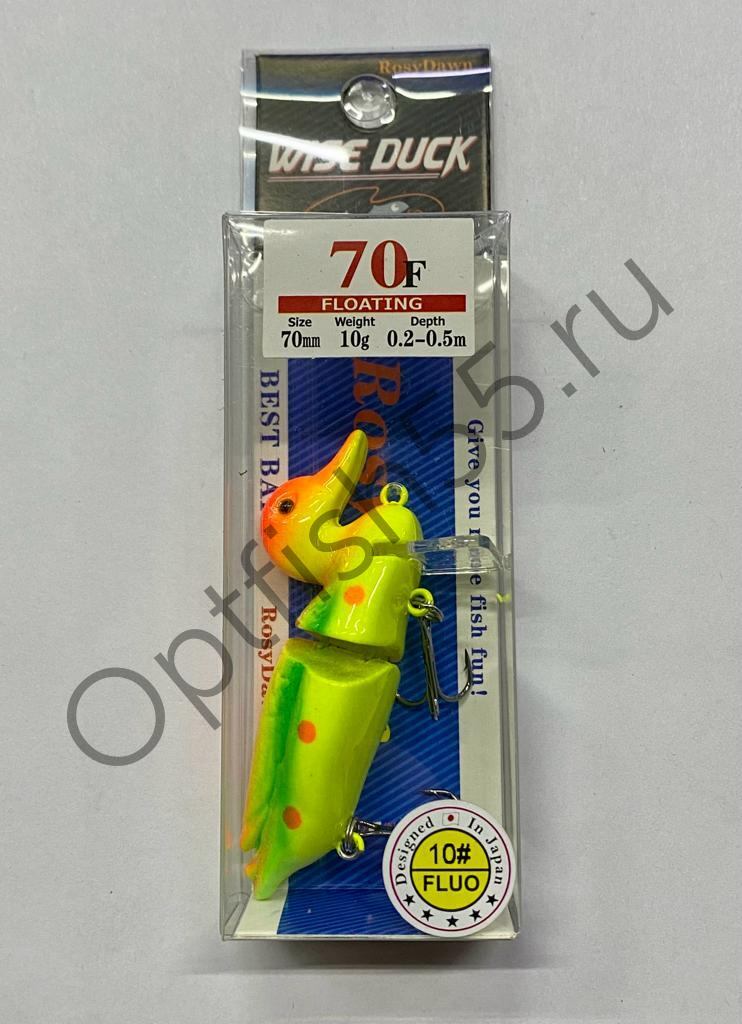 RosyDawn
WISE DUCK
70F
FLOATING
Size Weight Depth
70mm 10g 0.2-0.5m
BEST
Give you
fish fun!
Designed In Japan
10#
FLUO
Optfish55.ru